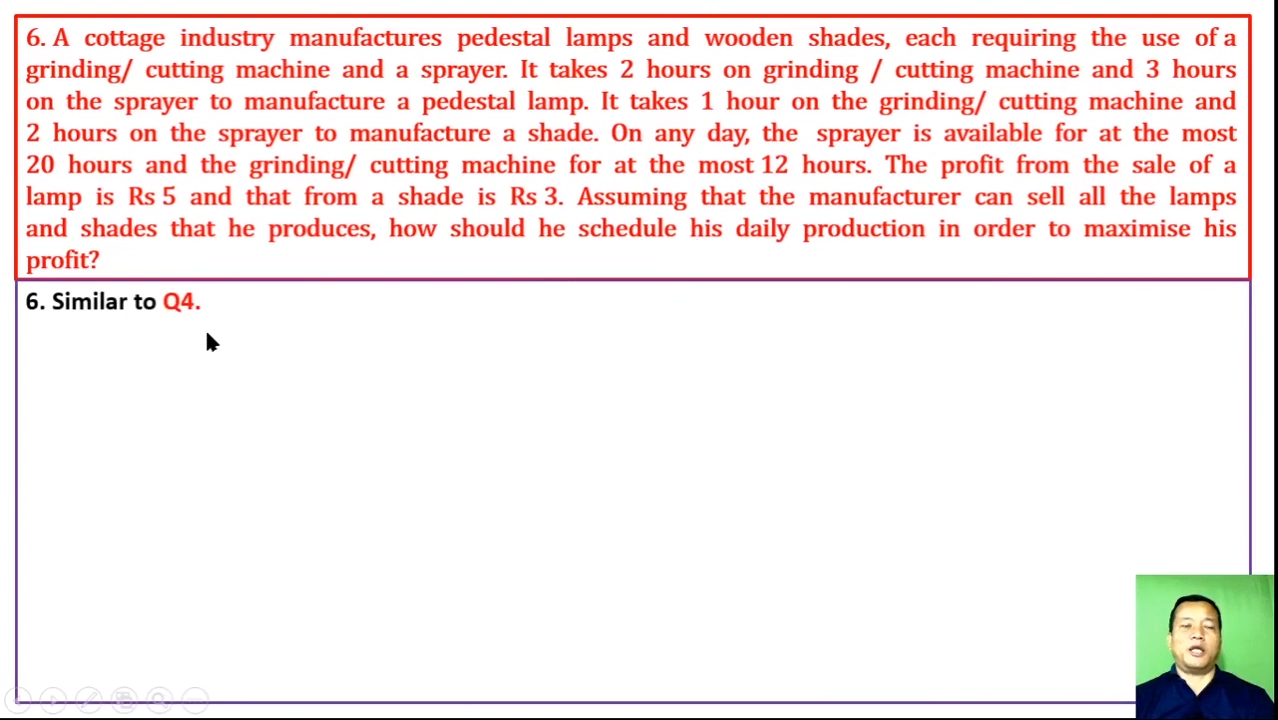 6. A cottage industry manufactures pedestal lamps and wooden shades, each requiring the use of a
grinding/ cutting machine and a sprayer. It takes 2 hours on grinding / cutting machine and 3 hours
on the sprayer to manufacture a pedestal lamp. It takes 1 hour on the grinding/ cutting machine and
2 hours on the sprayer to manufacture a shade. On any day, the sprayer is available for at the most
20 hours and the grinding/ cutting machine for at the most 12 hours. The profit from the sale of a
lamp is Rs 5 and that from a shade is Rs 3. Assuming that the manufacturer can sell all the lamps
and shades that he produces, how should he schedule his daily production in order to maximise his
profit?
6. Similar to Q4.